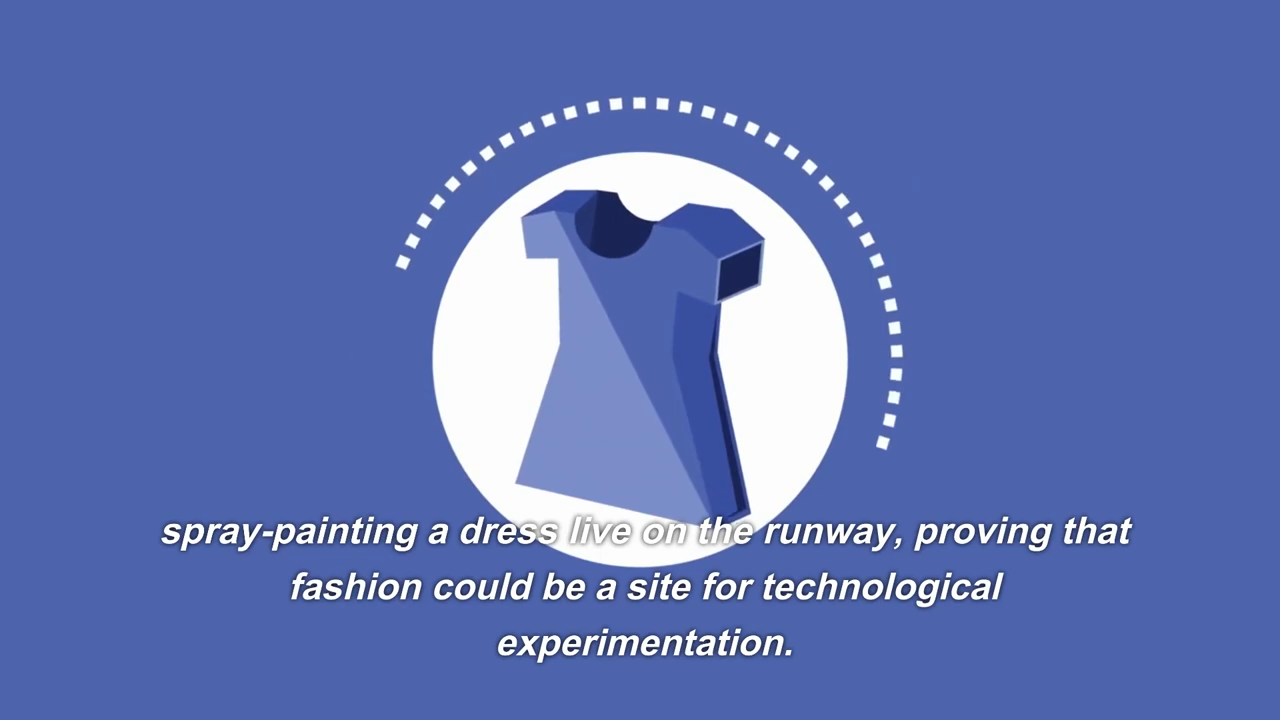 spray-painting a dress live on the runway, proving that
fashion could be a site for technological
experimentation.